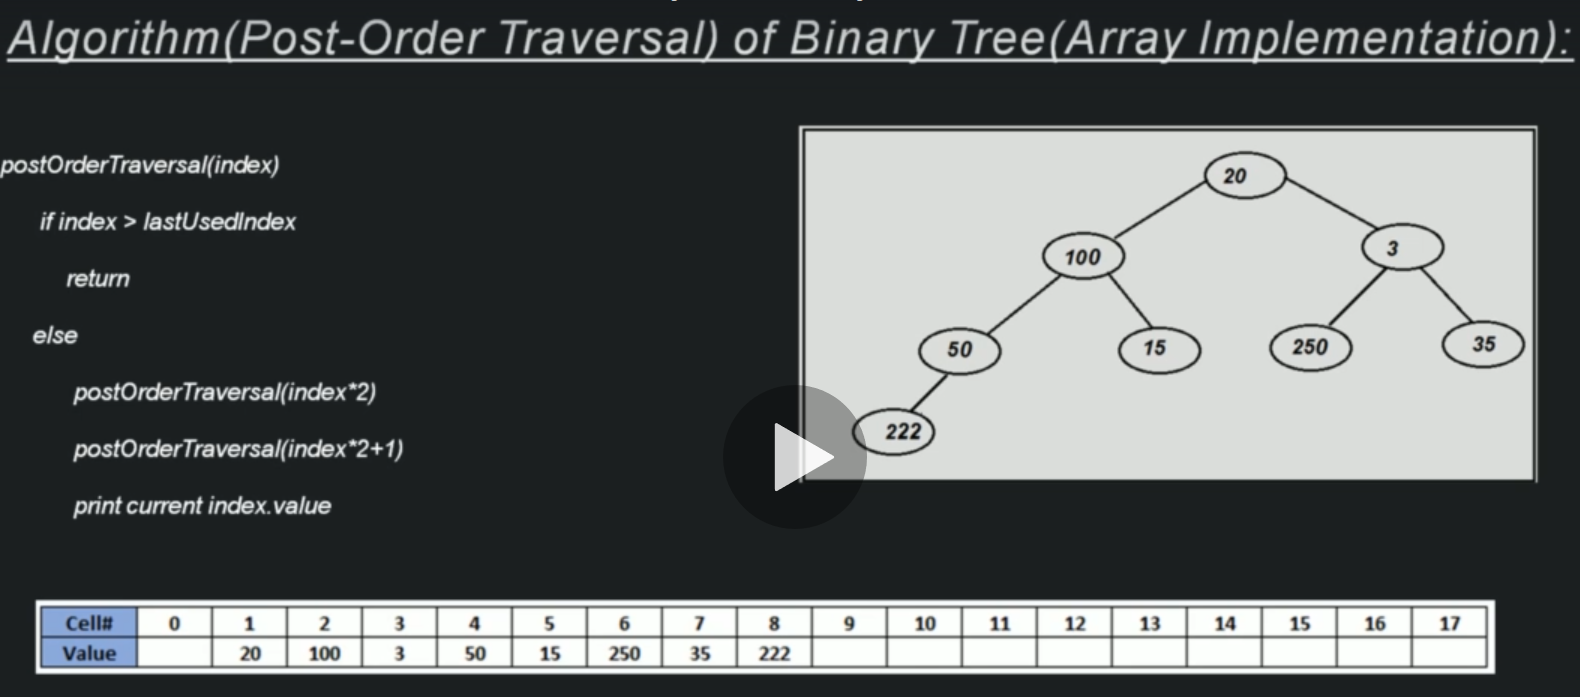 Algorithm(Post-Order Traversal) of Binary Tree(Array Implementation):
postOrderTraversal(index)
if index > lastUsedIndex
return
else
postOrderTraversal(index*2)
postOrderTraversal(index*2+1)
print current index.value
20
100
3
50
15
250
35
222
Cell# 0 1 2 3 4 5 6 7 8 9 10 11 12 13 14 15 16 17
Value 20 100 3 50 15 250 35 222